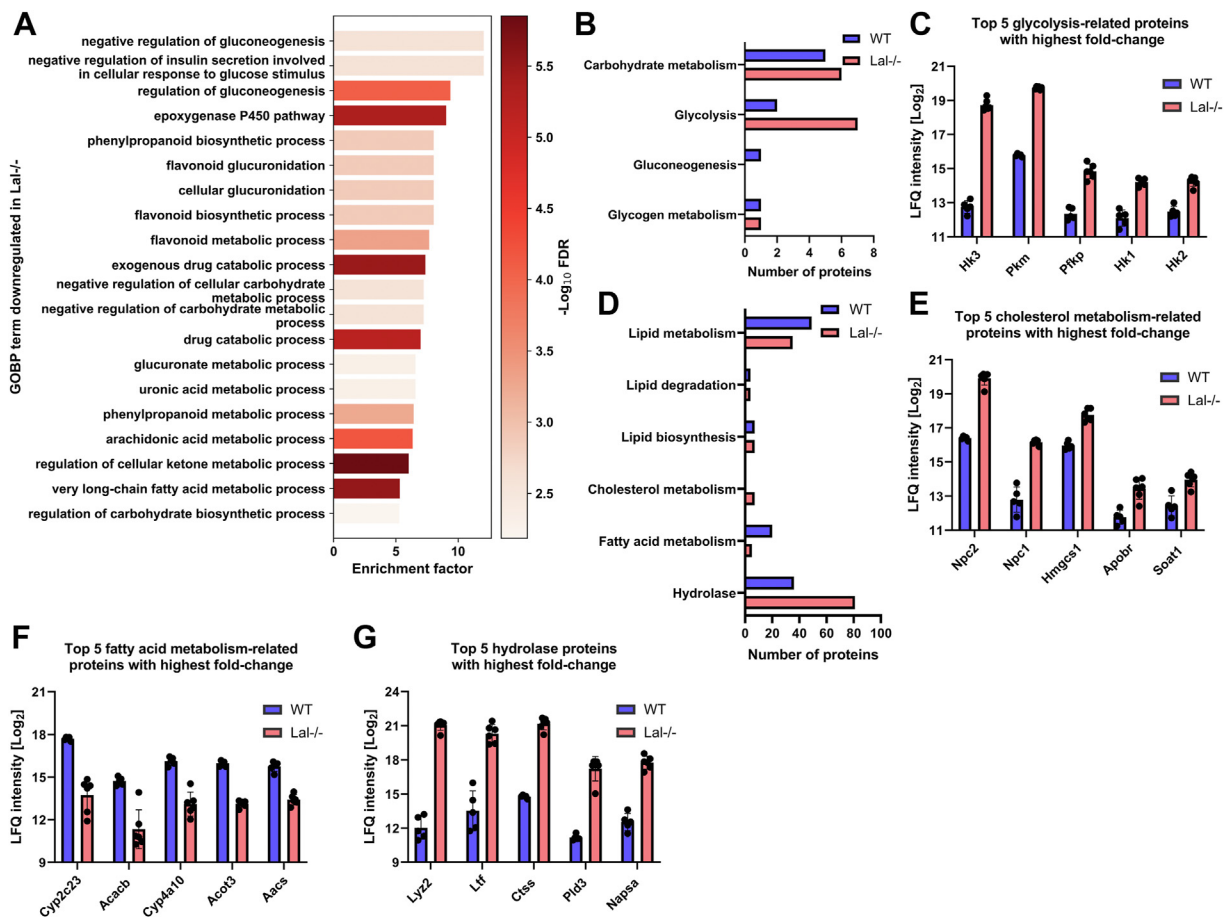 A
GOBP term downregulated in Lal-/-
negative regulation of gluconeogenesis
negative regulation of insulin secretion involved
in cellular response to glucose stimulus
regulation of gluconeogenesis
epoxygenase P450 pathway
phenylpropanoid biosynthetic process
flavonoid glucuronidation
cellular glucuronidation
flavonoid biosynthetic process
flavonoid metabolic process
exogenous drug catabolic process
negative regulation of cellular carbohydrate
metabolic process
negative regulation of carbohydrate metabolic
process
drug catabolic process
glucuronate metabolic process
uronic acid metabolic process
phenylpropanoid metabolic process
arachidonic acid metabolic process
regulation of cellular ketone metabolic process
very long-chain fatty acid metabolic process
regulation of carbohydrate biosynthetic process
0 5 10
Enrichment factor
5.5
5.0
4.5
4.0
3.5
3.0
2.5
-Log10 FDR
B
WT
Lal-/-
Carbohydrate metabolism
Glycolysis
Gluconeogenesis
Glycogen metabolism
0 2 4 6 8
Number of proteins
C
Top 5 glycolysis-related proteins
with highest fold-change
WT
Lal-/-
LFQ intensity [Log2]
21
19
17
15
13
11
Hk3 Pkm Pfkp Hk1 Hk2
D
WT
Lal-/-
Lipid metabolism
Lipid degradation
Lipid biosynthesis
Cholesterol metabolism
Fatty acid metabolism
Hydrolase
0 20 40 60 80 100
Number of proteins
E
Top 5 cholesterol metabolism-related
proteins with highest fold-change
WT
Lal-/-
LFQ intensity [Log2]
21
19
17
15
13
11
Npc2 Npc1 Hmgcs1 Apobr Soat1
F
Top 5 fatty acid metabolism-related
proteins with highest fold-change
WT
Lal-/-
LFQ intensity [Log2]
21
18
15
12
9
Cyp2c23 Acacb Cyp4a10 Acot3 Aacs
G
Top 5 hydrolase proteins
with highest fold-change
WT
Lal-/-
LFQ intensity [Log2]
24
21
18
15
12
9
Lyz2 Ltf Ctss Pld3 Napsa